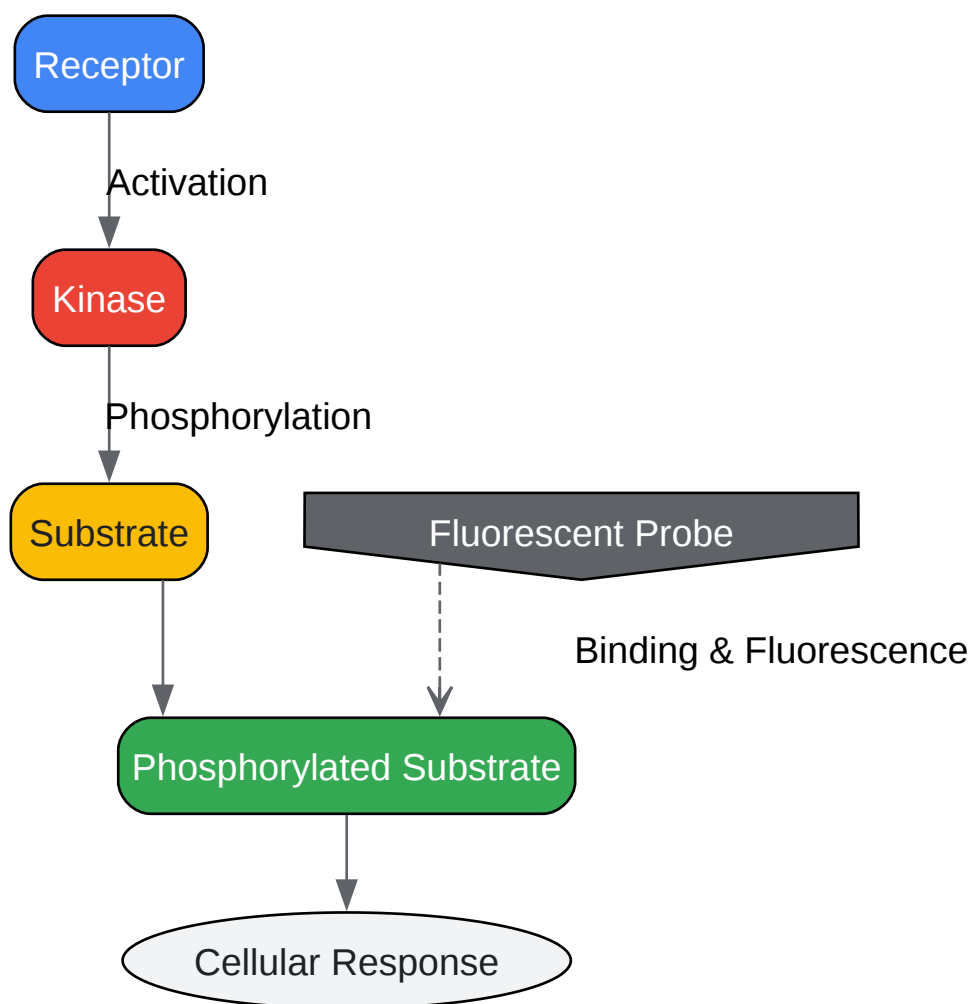 Receptor
Activation
Kinase
Phosphorylation
Substrate
Fluorescent Probe
Binding & Fluorescence
Phosphorylated Substrate
Cellular Response